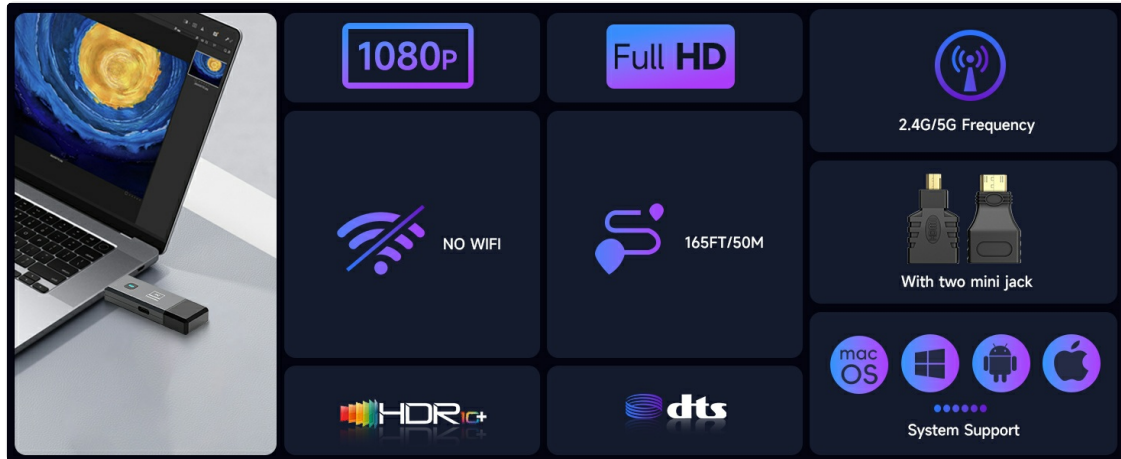 1080P
Full HD
2.4G/5G Frequency
NO WIFI
165FT/50M
With two mini jack
mac
OS
HDR10+
dts
System Support